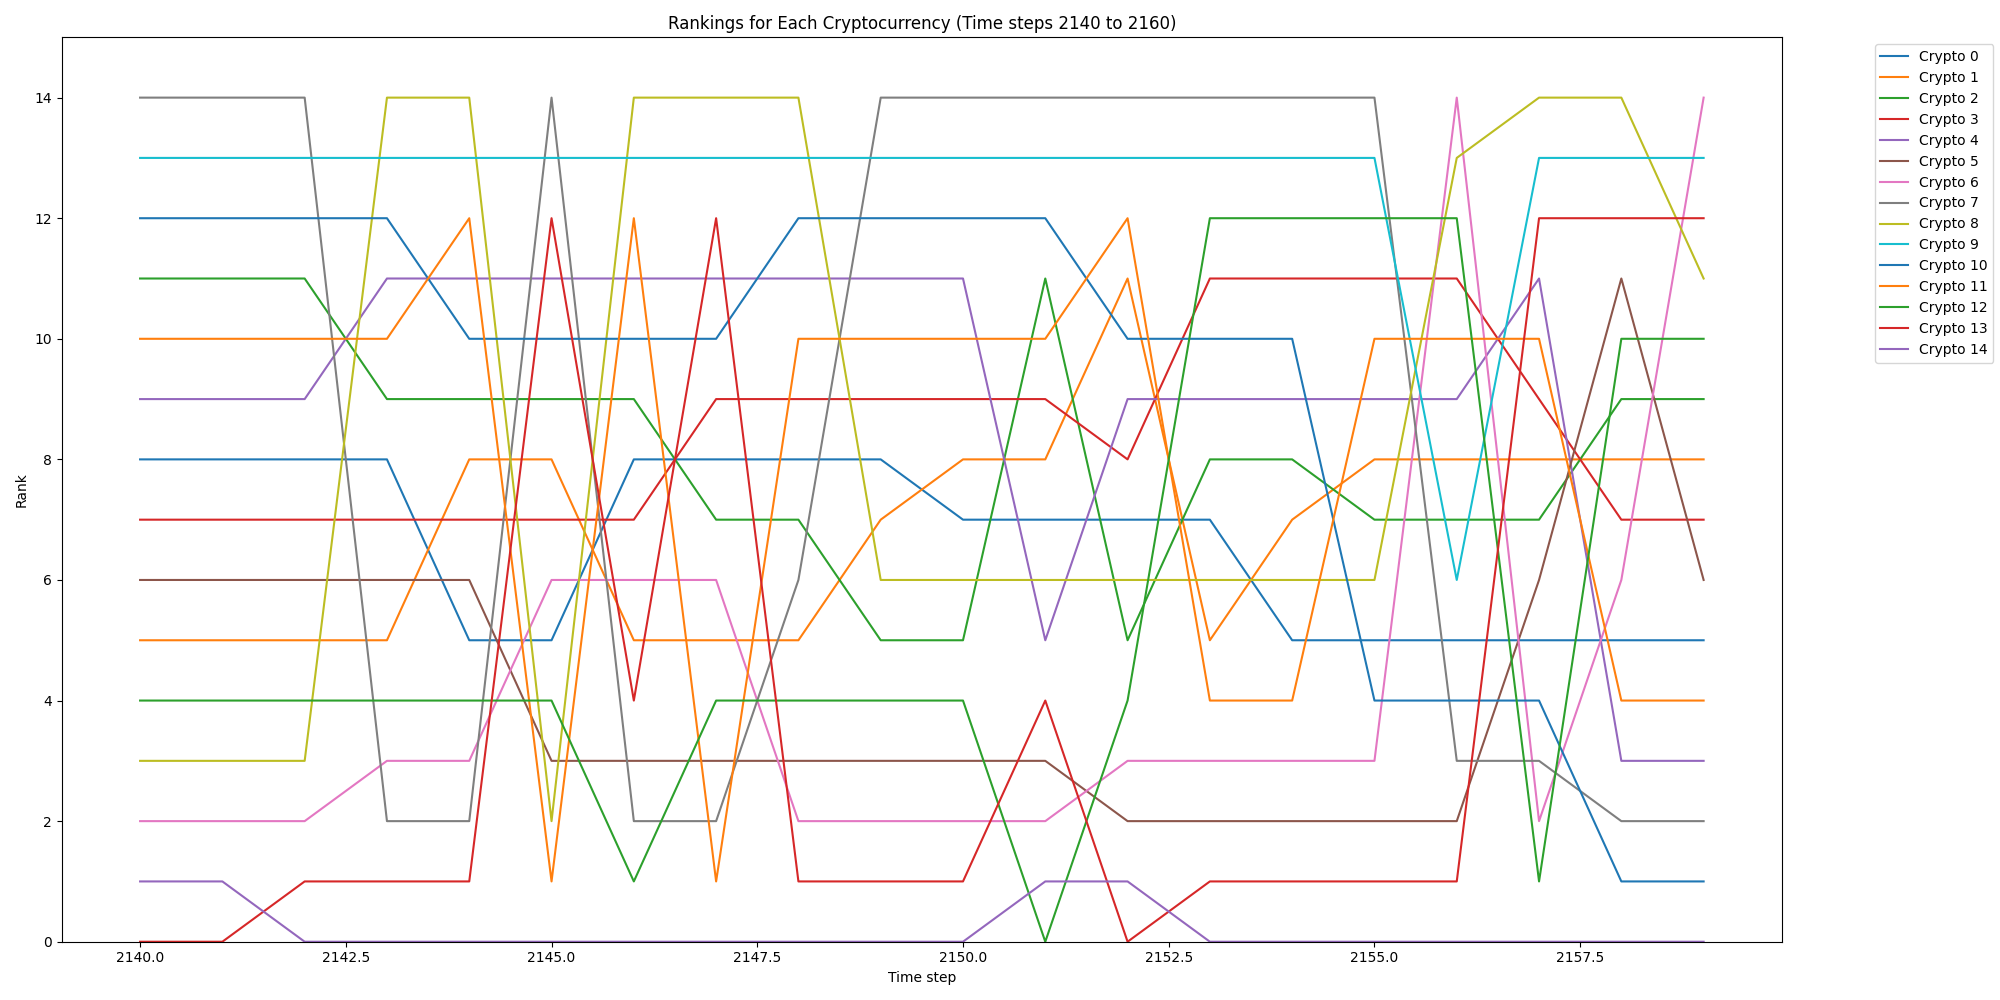 Rankings for Each Cryptocurrency (Time steps 2140 to 2160)
14
12
10
8
6
4
2
0
Rank
2140.0 2142.5 2145.0 2147.5 2150.0 2152.5 2155.0 2157.5
Time step
Crypto 0
Crypto 1
Crypto 2
Crypto 3
Crypto 4
Crypto 5
Crypto 6
Crypto 7
Crypto 8
Crypto 9
Crypto 10
Crypto 11
Crypto 12
Crypto 13
Crypto 14